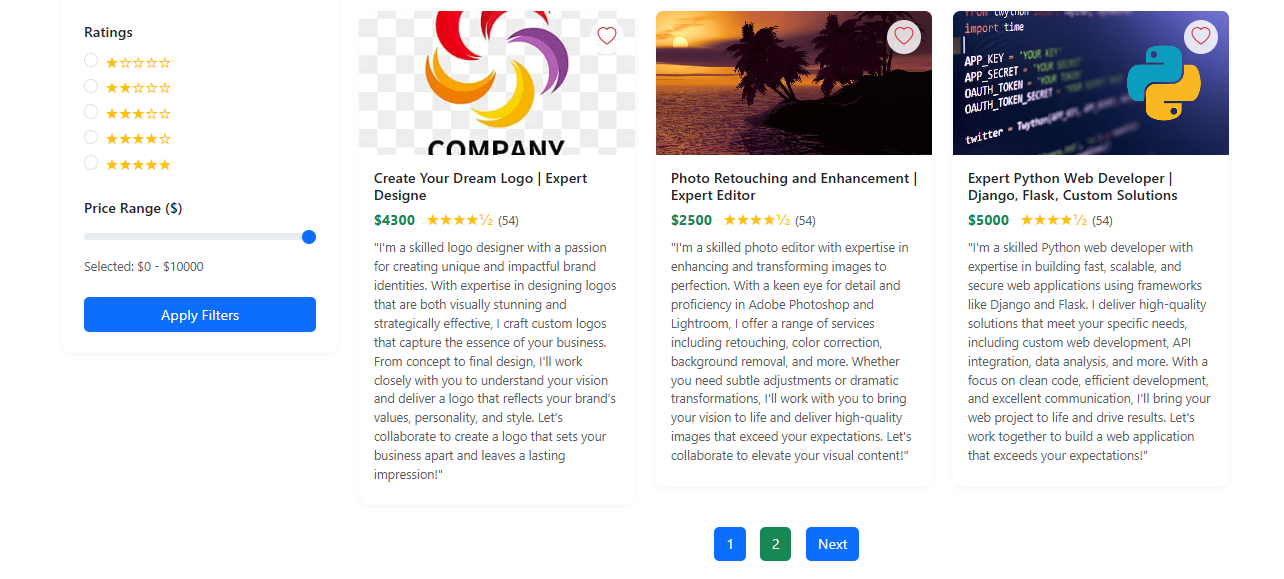 Ratings
★☆☆☆☆
★★☆☆☆
★★★☆☆
★★★★☆
★★★★★
Price Range ($)
Selected: $0 - $10000
Apply Filters
COMPANY
Create Your Dream Logo | Expert
Designe
$4300 ★★★★½ (54)
"I'm a skilled logo designer with a passion
for creating unique and impactful brand
identities. With expertise in designing logos
that are both visually stunning and
strategically effective, I craft custom logos
that capture the essence of your business.
From concept to final design, I'll work
closely with you to understand your vision
and deliver a logo that reflects your brand's
values, personality, and style. Let's
collaborate to create a logo that sets your
business apart and leaves a lasting
impression!"
Photo Retouching and Enhancement |
Expert Editor
$2500 ★★★★½ (54)
"I'm a skilled photo editor with expertise in
enhancing and transforming images to
perfection. With a keen eye for detail and
proficiency in Adobe Photoshop and
Lightroom, I offer a range of services
including retouching, color correction,
background removal, and more. Whether
you need subtle adjustments or dramatic
transformations, I'll work with you to bring
your vision to life and deliver high-quality
images that exceed your expectations. Let's
collaborate to elevate your visual content!"
from twython import
import time
APP_KEY = 'YOUR KEY'
APP_SECRET = 'YOUR
OAUTH_TOKEN =
OAUTH_TOKEN_SECRET =
twitter = Twython(
Expert Python Web Developer |
Django, Flask, Custom Solutions
$5000 ★★★★½ (54)
"I'm a skilled Python web developer with
expertise in building fast, scalable, and
secure web applications using frameworks
like Django and Flask. I deliver high-quality
solutions that meet your specific needs,
including custom web development, API
integration, data analysis, and more. With a
focus on clean code, efficient development,
and excellent communication, I'll bring your
web project to life and drive results. Let's
work together to build a web application
that exceeds your expectations!"
1 2 Next